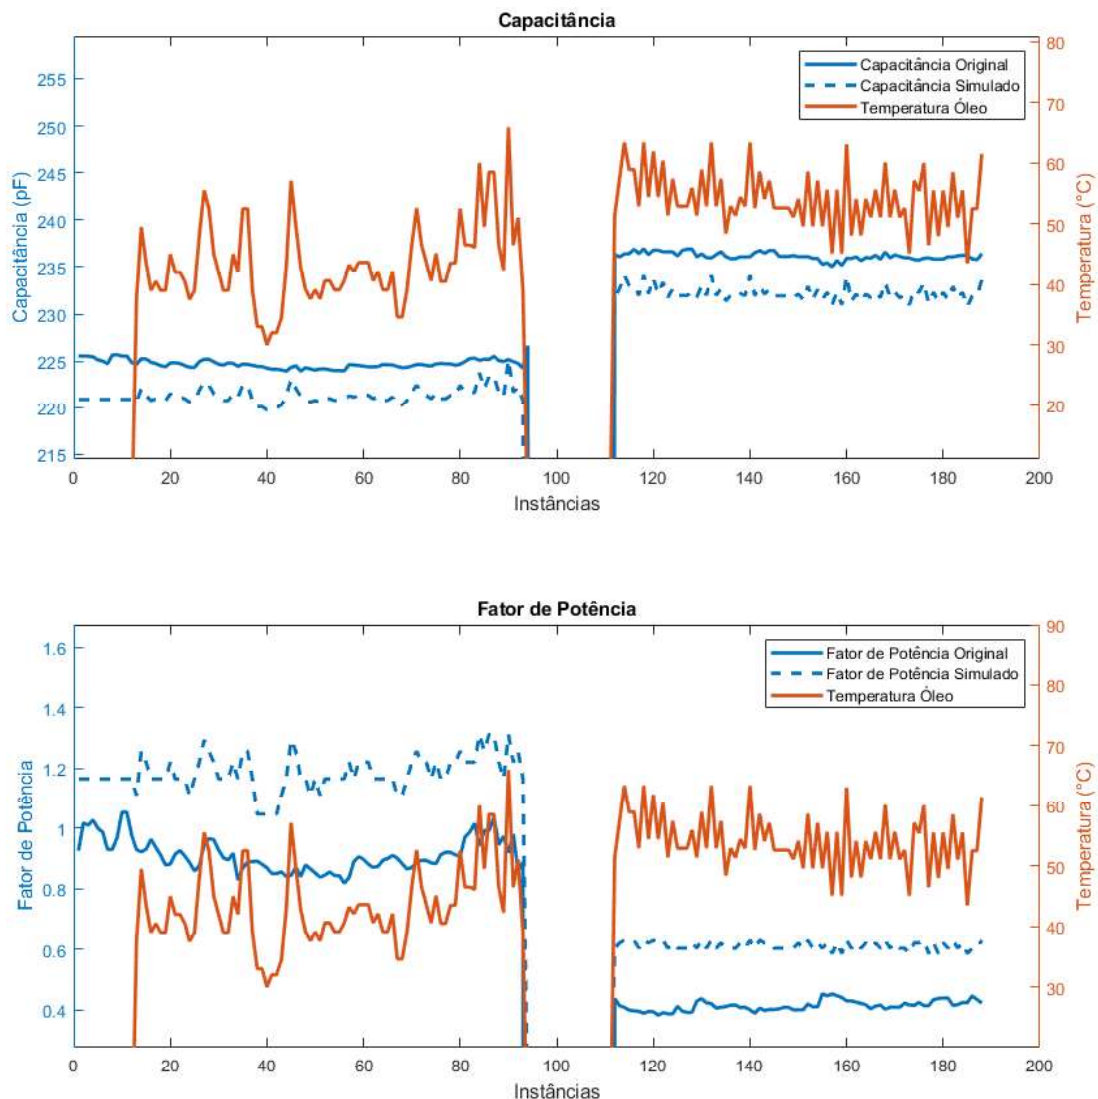 Capacitância
255
250
245
240
235
230
225
220
215
Capacitância (pF)
80
70
60
50
40
30
20
Temperatura (°C)
Capacitância Original
Capacitância Simulado
Temperatura Óleo
0 20 40 60 80 100 120 140 160 180 200
Instâncias
Fator de Potência
1.6
1.4
1.2
1
0.8
0.6
0.4
Fator de Potência
90
80
70
60
50
40
30
Temperatura (°C)
Fator de Potência Original
Fator de Potência Simulado
Temperatura Óleo
0 20 40 60 80 100 120 140 160 180 200
Instâncias